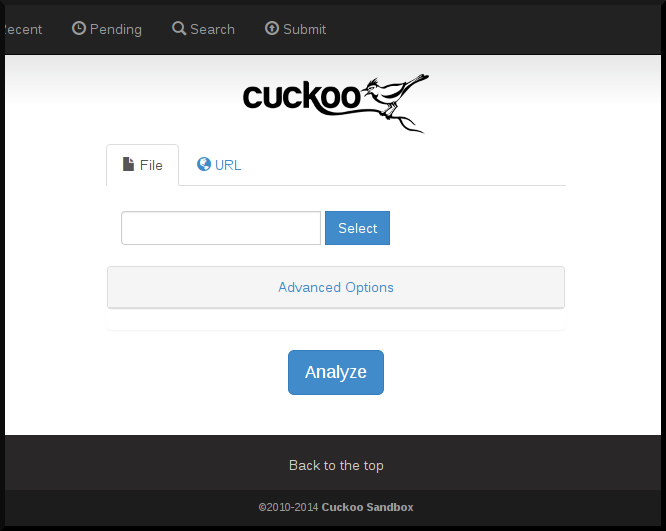 Recent Pending Search Submit
cuckoo
File URL
Select
Advanced Options
Analyze
Back to the top
©2010-2014 Cuckoo Sandbox